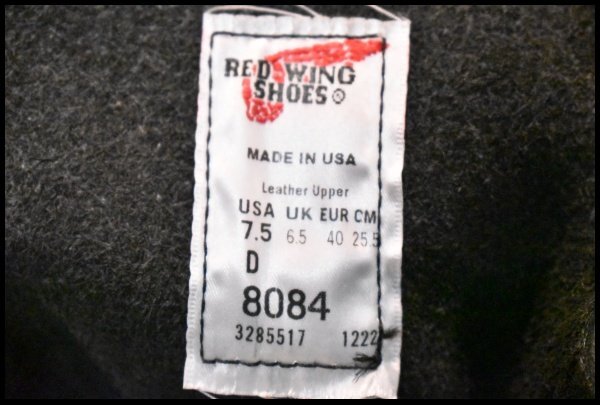 RED WING
SHOES®
MADE IN USA
Leather Upper
USA UK EUR CM
7.5 6.5 40 25.5
D
8084
3285517 1222